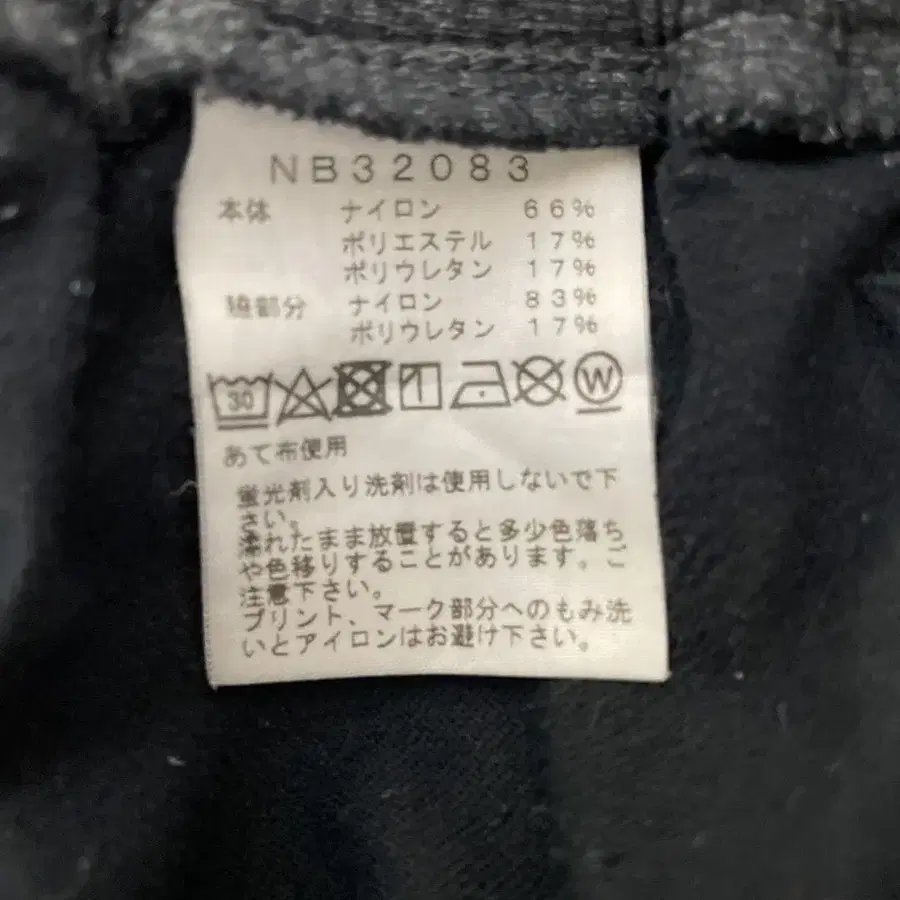 NB32083
本体 ナイロン 66%
ポリエステル 17%
ポリウレタン 17%
脇部分 ナイロン 83%
ポリウレタン 17%
30 W
あて布使用
蛍光剤入り洗剤は使用しないで下
さい。
濡れたまま放置すると多少色落ち
や色移りすることがあります。ご
注意下さい。
プリント、マーク部分へのもみ洗
いとアイロンはお避け下さい。